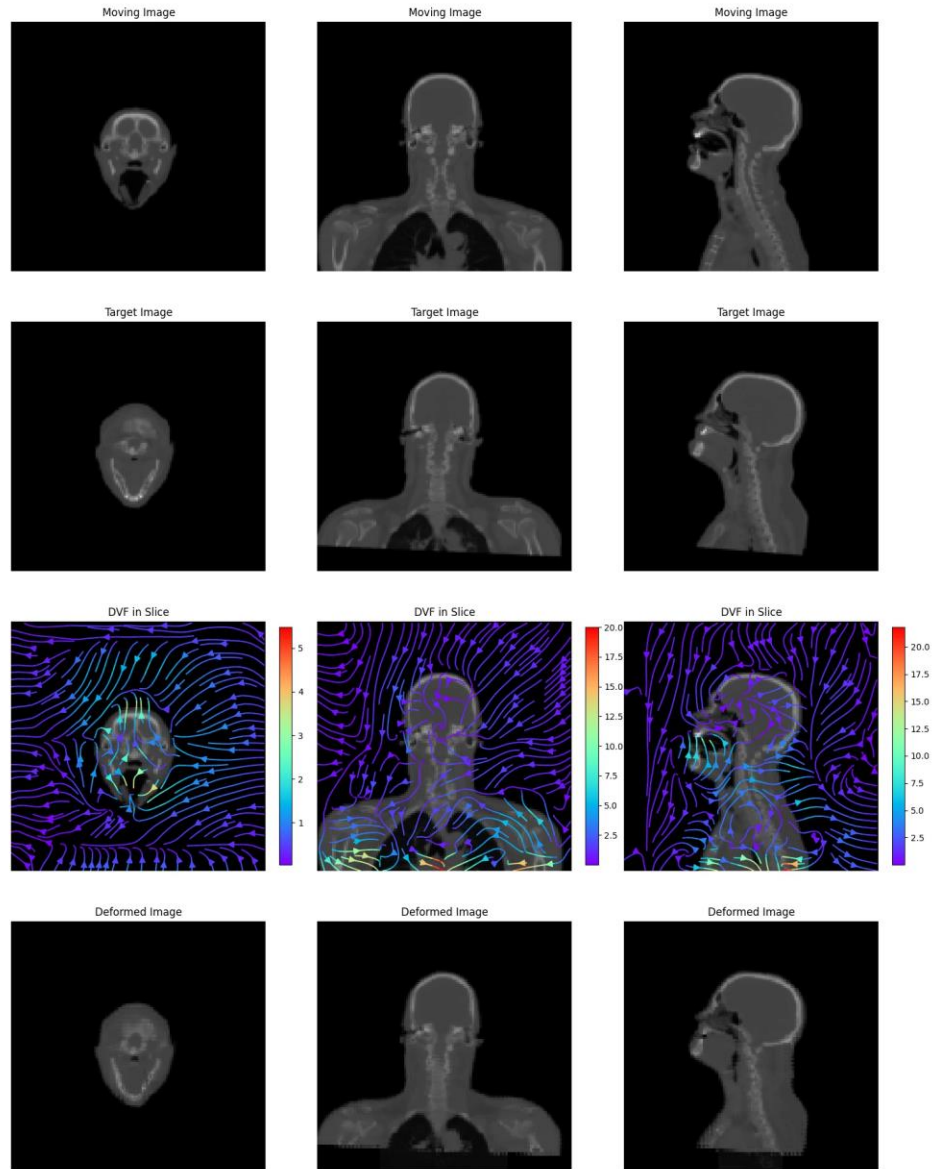 Moving Image
Moving Image
Moving Image
Target Image
Target Image
Target Image
DVF in Slice
DVF in Slice
DVF in Slice
5
4
3
2
1
20.0
17.5
15.0
12.5
10.0
7.5
5.0
2.5
20.0
17.5
15.0
12.5
10.0
7.5
5.0
2.5
Deformed Image
Deformed Image
Deformed Image